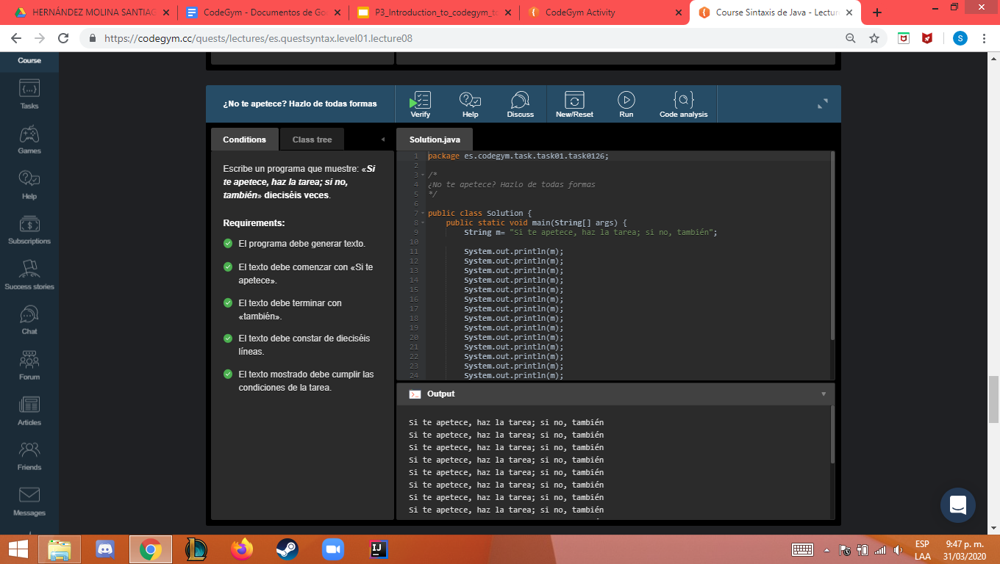 HERNÁNDEZ MOLINA SANTIAG
CodeGym - Documentos de Go
P3_Introduction_to_codegym_to
CodeGym Activity
Course Sintaxis de Java - Lectur
https://codegym.cc/quests/lectures/es.questsyntax.level01.lecture08
S
Course
Tasks
Games
Help
Subscriptions
Success stories
Chat
Forum
Articles
Friends
Messages
¿No te apetece? Hazlo de todas formas
Verify
Help
Discuss
New/Reset
Run
Code analysis
Conditions
Class tree
Escribe un programa que muestre: «Si
te apetece, haz la tarea; si no,
también» dieciséis veces.
Requirements:
El programa debe generar texto.
El texto debe comenzar con «Si te
apetece».
El texto debe terminar con
«también».
El texto debe constar de dieciséis
líneas.
El texto mostrado debe cumplir las
condiciones de la tarea.
Solution.java
1 package es.codegym.task.task01.task0126;
2
3 /*
4 ¿No te apetece? Hazlo de todas formas
5 */
6
7 public class Solution {
8 public static void main(String[] args) {
9 String m= "Si te apetece, haz la tarea; si no, también";
10
11 System.out.println(m);
12 System.out.println(m);
13 System.out.println(m);
14 System.out.println(m);
15 System.out.println(m);
16 System.out.println(m);
17 System.out.println(m);
18 System.out.println(m);
19 System.out.println(m);
20 System.out.println(m);
21 System.out.println(m);
22 System.out.println(m);
23 System.out.println(m);
24 System.out.println(m);
Output
Si te apetece, haz la tarea; si no, también
Si te apetece, haz la tarea; si no, también
Si te apetece, haz la tarea; si no, también
Si te apetece, haz la tarea; si no, también
Si te apetece, haz la tarea; si no, también
Si te apetece, haz la tarea; si no, también
Si te apetece, haz la tarea; si no, también
Si te apetece, haz la tarea; si no, también
IJ
ESP
LAA
9:47 p. m.
31/03/2020